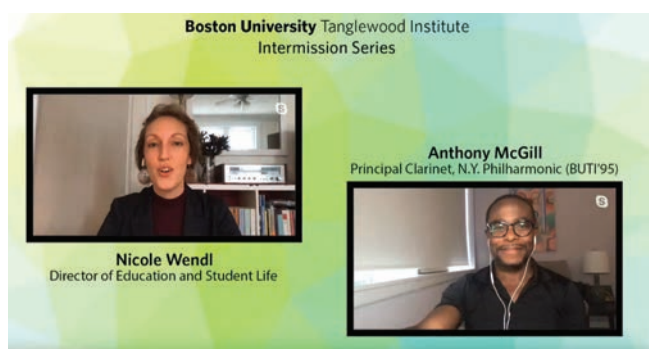 Boston University Tanglewood Institute
Intermission Series
Nicole Wendl
Director of Education and Student Life
Anthony McGill
Principal Clarinet, N.Y. Philharmonic (BUTI'95)